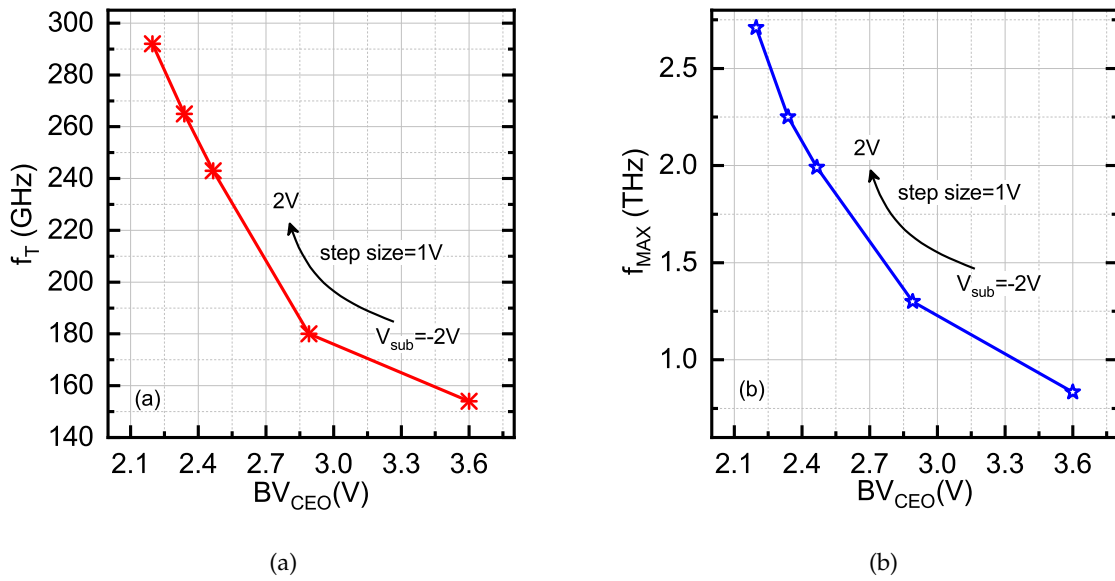 300
280
260
240
220
200
180
160
140
f_T (GHz)
2V
step size=1V
V_sub=-2V
(a)
2.1 2.4 2.7 3.0 3.3 3.6
BV_CEO(V)
(a)
2.5
2.0
1.5
1.0
f_MAX (THz)
2V
step size=1V
V_sub=-2V
(b)
2.1 2.4 2.7 3.0 3.3 3.6
BV_CEO(V)
(b)